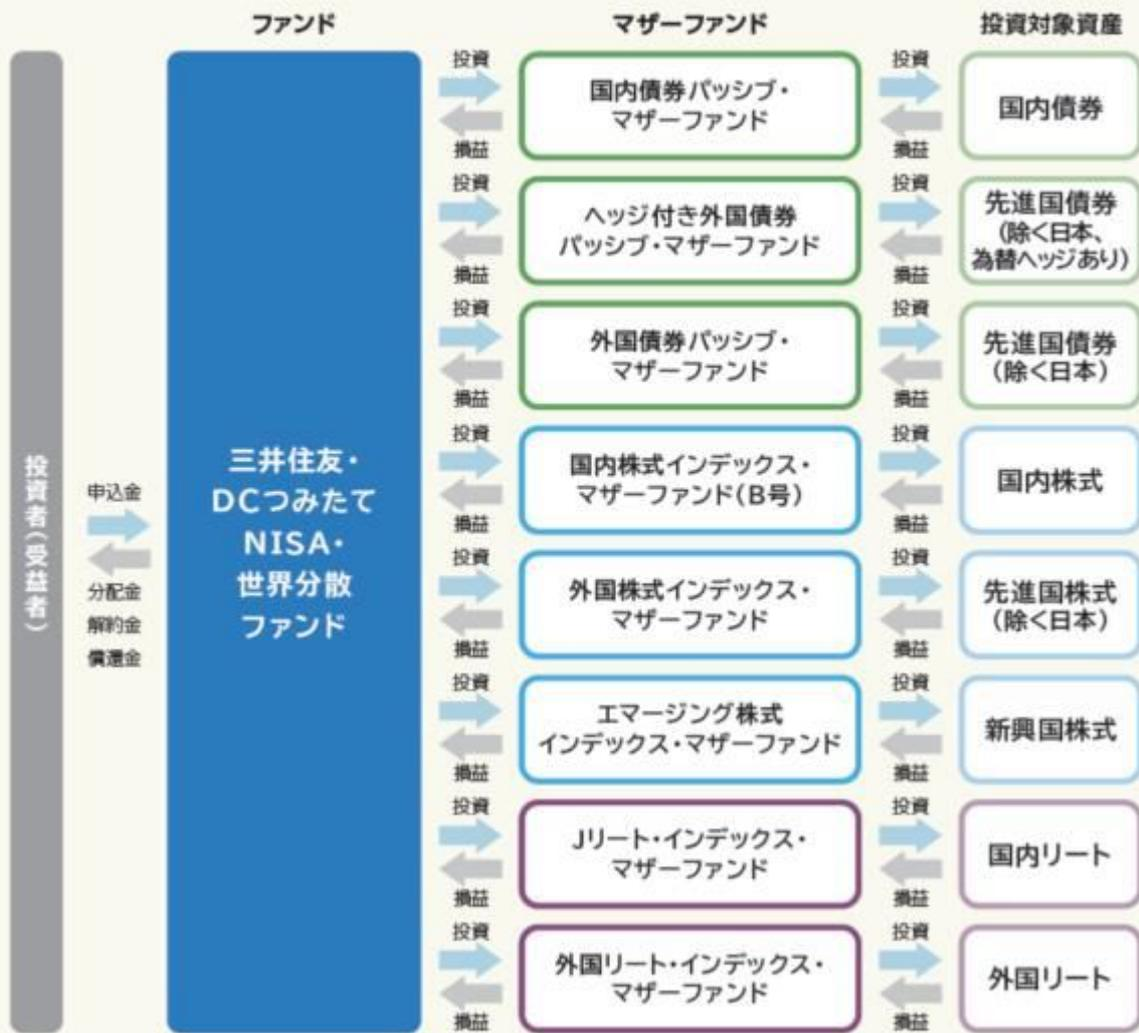 ファンド
マザーファンド
投資対象資産
投資者（受益者）
申込金
分配金
解約金
償還金
三井住友・
DCつみたて
NISA・
世界分散
ファンド
投資
損益
国内債券パッシブ・
マザーファンド
投資
損益
国内債券
投資
損益
ヘッジ付き外国債券
パッシブ・マザーファンド
投資
損益
先進国債券
(除く日本、
為替ヘッジあり)
投資
損益
外国債券パッシブ・
マザーファンド
投資
損益
先進国債券
(除く日本)
投資
損益
国内株式インデックス・
マザーファンド(B号)
投資
損益
国内株式
投資
損益
外国株式インデックス・
マザーファンド
投資
損益
先進国株式
(除く日本)
投資
損益
エマージング株式
インデックス・マザーファンド
投資
損益
新興国株式
投資
損益
Jリート・インデックス・
マザーファンド
投資
損益
国内リート
投資
損益
外国リート・インデックス・
マザーファンド
投資
損益
外国リート